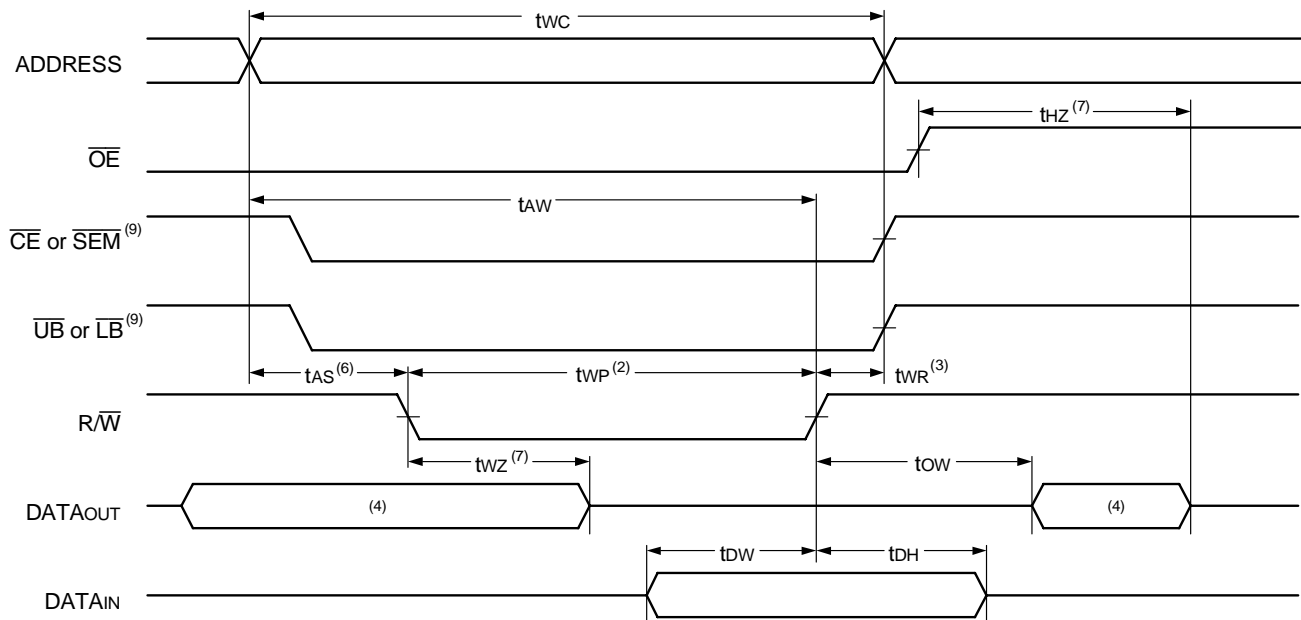 tWC
ADDRESS
tHZ(7)
OE
tAW
CE or SEM(9)
UB or LB(9)
tAS(6) tWP(2) tWR(3)
R/W
tWZ(7) tOW
DATAOUT (4) (4)
tDW tDH
DATAIN